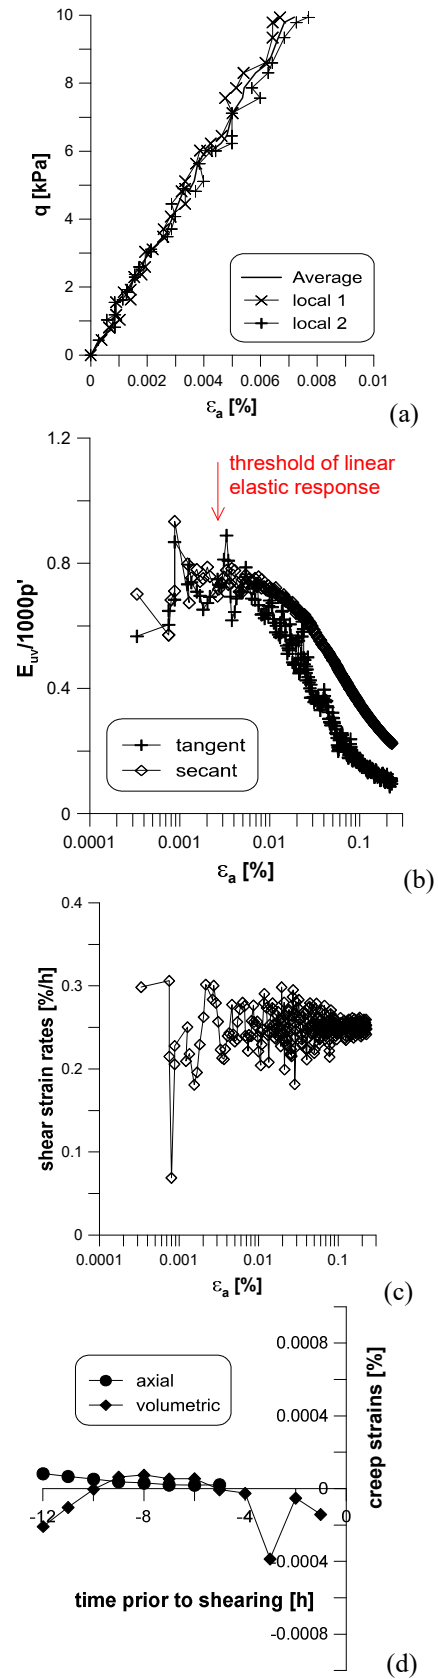 10
8
6
4
2
0
q [kPa]
Average
local 1
local 2
0
0.002
0.004
0.006
0.008
0.01
εa [%]
(a)
1.2
0.8
0.4
0
Euv/1000p'
threshold of linear
elastic response
tangent
secant
0.0001
0.001
0.01
0.1
εa [%]
(b)
0.4
0.3
0.2
0.1
0
shear strain rates [%/h]
0.0001
0.001
0.01
0.1
εa [%]
(c)
0.0008
0.0004
0
-0.0004
-0.0008
creep strains [%]
axial
volumetric
-12
-8
-4
0
time prior to shearing [h]
(d)